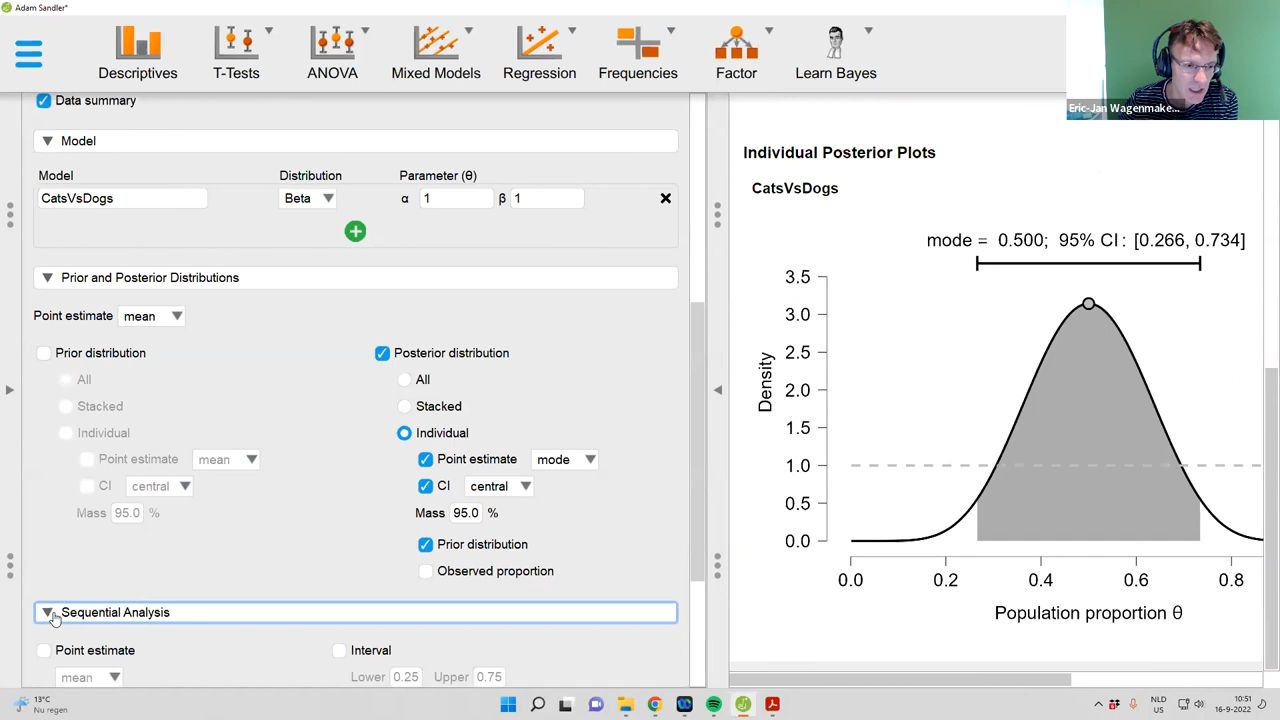 Adam Sandler*
Descriptives
T-Tests
ANOVA
Mixed Models
Regression
Frequencies
Factor
Learn Bayes
Eric-Jan Wagenmake...
Data summary
Model
Model Distribution Parameter (θ)
CatsVsDogs Beta α 1 β 1
Prior and Posterior Distributions
Point estimate mean
Prior distribution
All
Stacked
Individual
Point estimate mean
CI central
Mass 95.0 %
Posterior distribution
All
Stacked
Individual
Point estimate mode
CI central
Mass 95.0 %
Prior distribution
Observed proportion
Sequential Analysis
Point estimate
mean
Interval
Lower 0.25 Upper 0.75
Individual Posterior Plots
CatsVsDogs
mode = 0.500; 95% CI: [0.266, 0.734]
3.5
3.0
2.5
2.0
1.5
1.0
0.5
0.0
Density
0.0 0.2 0.4 0.6 0.8
Population proportion θ
13°C
Nu regen
NLD
US
10:51
16-9-2022